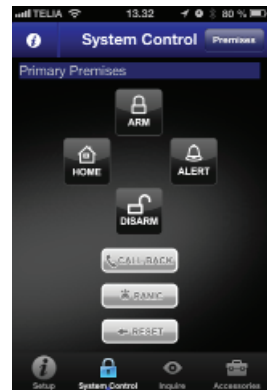 TELIA 13.32 80 %
System Control Premises
Primary Premises
ARM
HOME ALERT
DISARM
CALL BACK
PANIC
RESET
Setup System Control Inquire Accessories